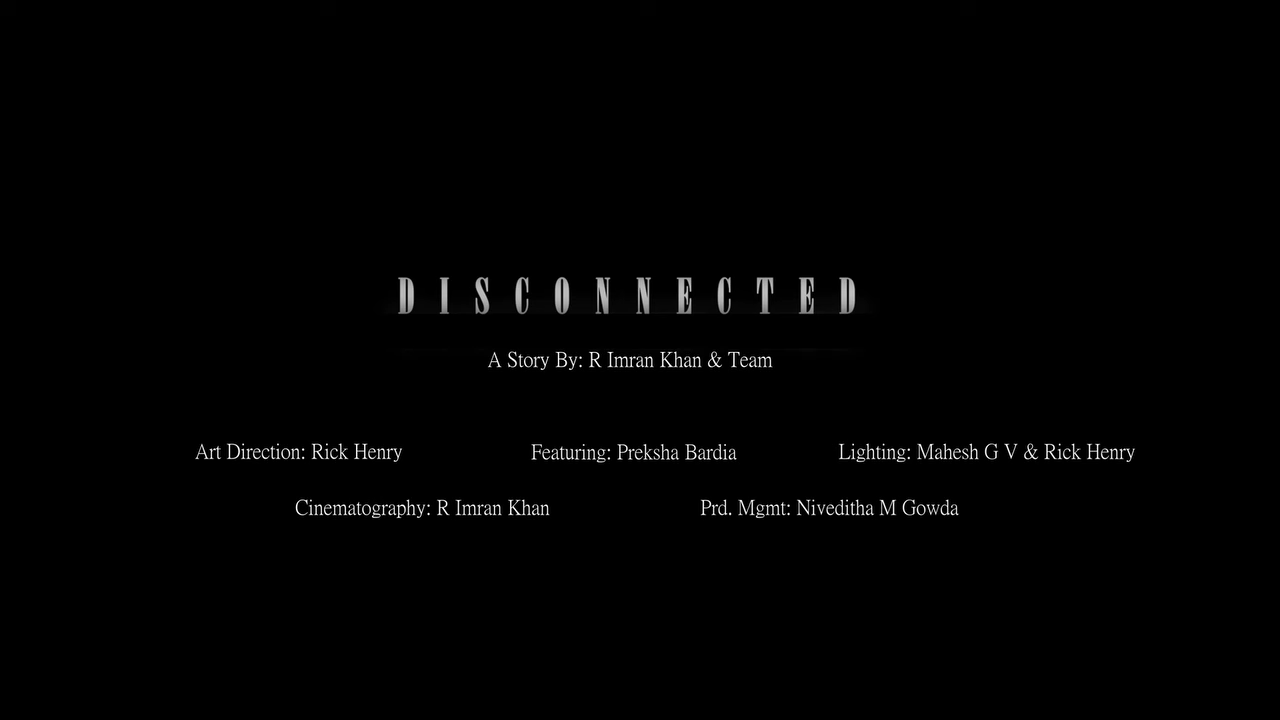 DISCONNECTED
A Story By: R Imran Khan & Team
Art Direction: Rick Henry Featuring: Preksha Bardia Lighting: Mahesh G V & Rick Henry
Cinematography: R Imran Khan Prd. Mgmt: Niveditha M Gowda